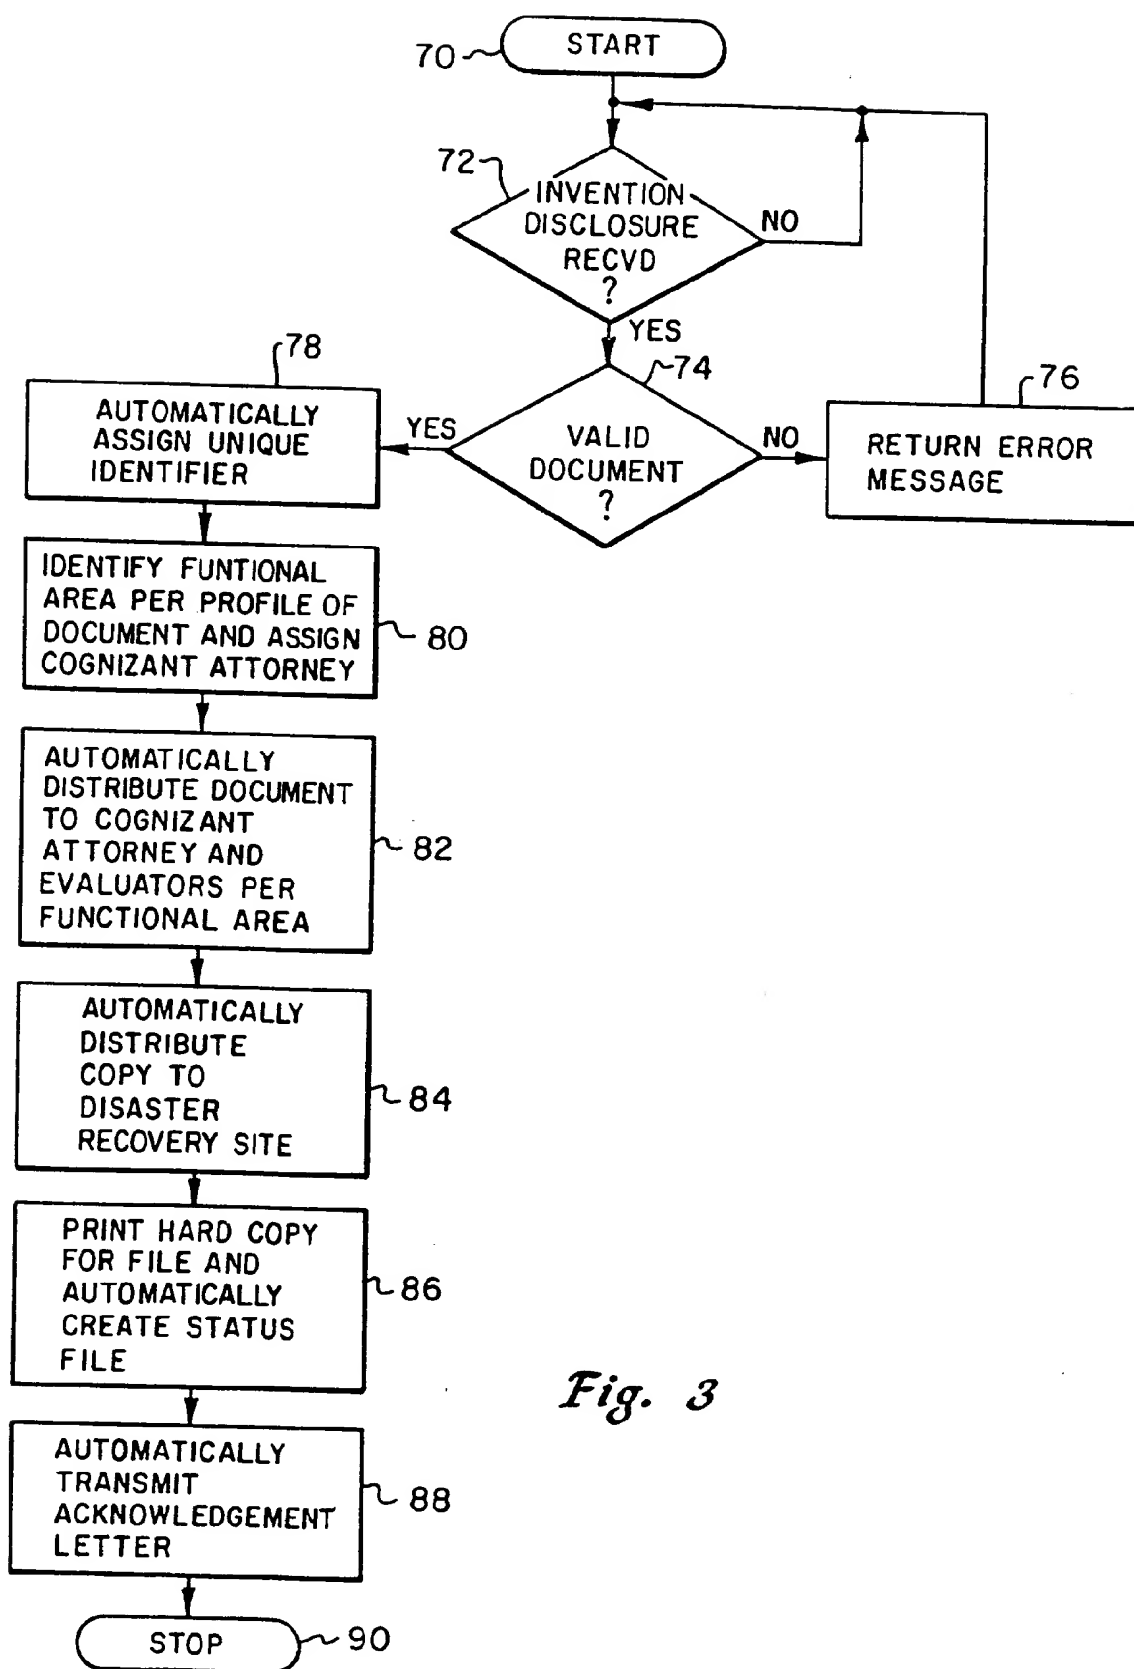 START
70
72
INVENTION
DISCLOSURE
RECVD
?
NO
YES
74
VALID
DOCUMENT
?
YES
NO
76
RETURN ERROR
MESSAGE
78
AUTOMATICALLY
ASSIGN UNIQUE
IDENTIFIER
IDENTIFY FUNTIONAL
AREA PER PROFILE OF
DOCUMENT AND ASSIGN
COGNIZANT ATTORNEY
80
AUTOMATICALLY
DISTRIBUTE DOCUMENT
TO COGNIZANT
ATTORNEY AND
EVALUATORS PER
FUNCTIONAL AREA
82
AUTOMATICALLY
DISTRIBUTE
COPY TO
DISASTER
RECOVERY SITE
84
PRINT HARD COPY
FOR FILE AND
AUTOMATICALLY
CREATE STATUS
FILE
86
Fig. 3
AUTOMATICALLY
TRANSMIT
ACKNOWLEDGEMENT
LETTER
88
STOP
90